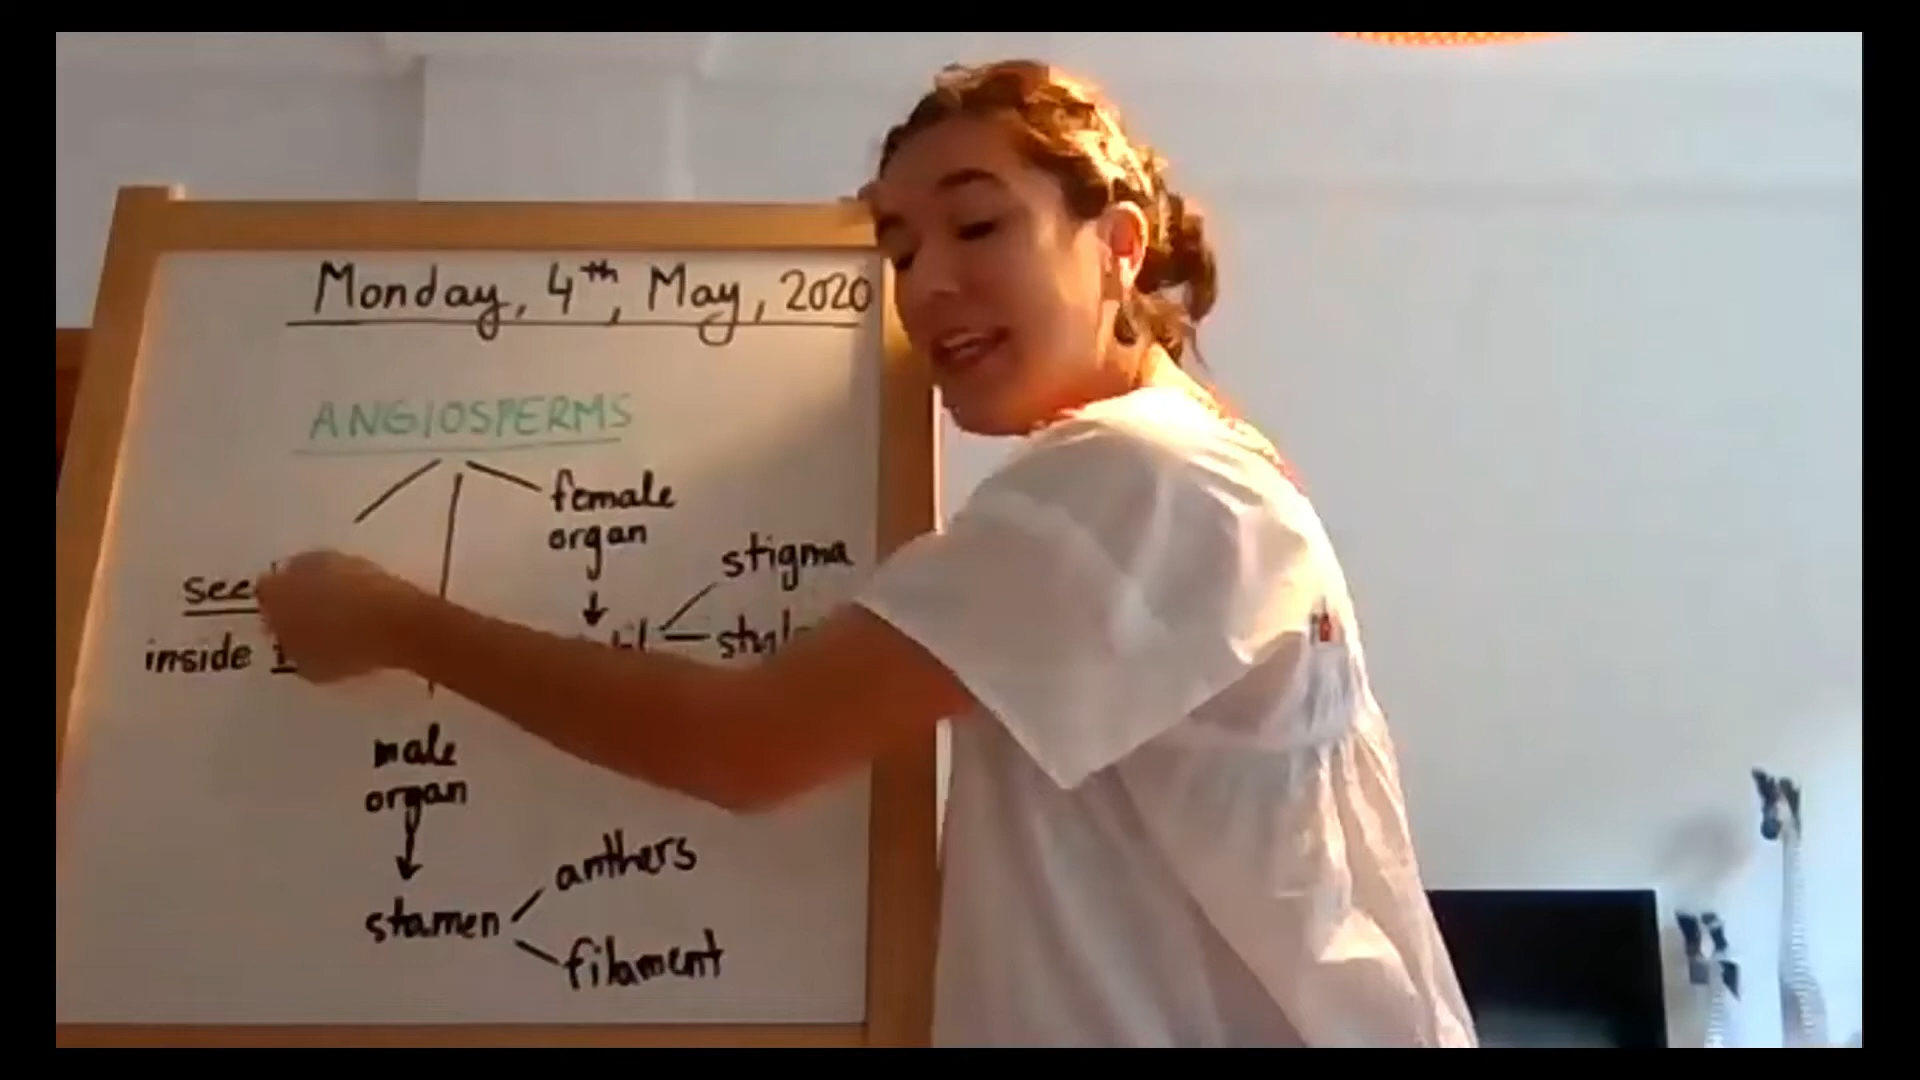 Monday, 4th, May, 2020
ANGIOSPERMS
female
organ
stigma
inside
male
organ
stamen
anthers
filament